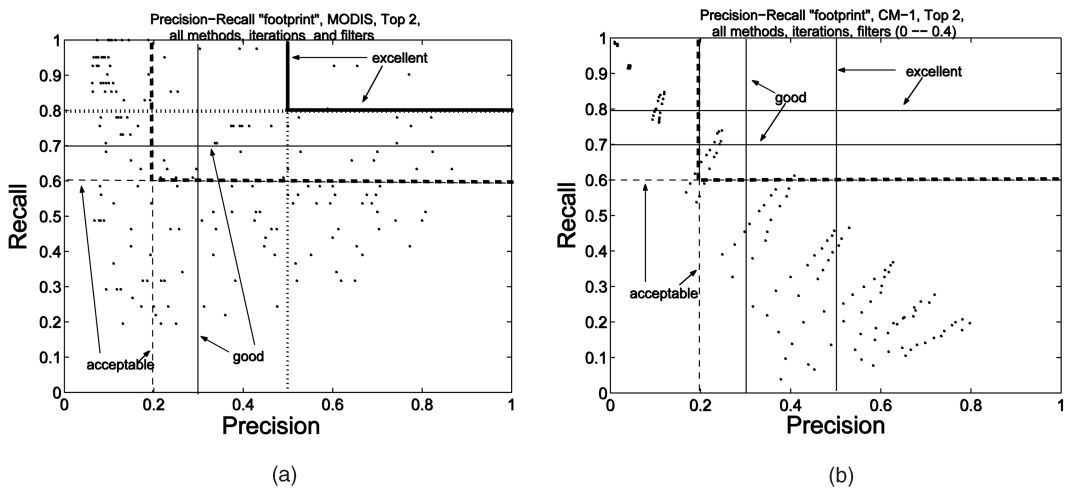 Precision-Recall "footprint", MODIS, Top 2,
all methods, iterations and filters
1
0.9
0.8
0.7
0.6
0.5
0.4
0.3
0.2
0.1
0
Recall
excellent
acceptable
good
0
0.2
0.4
0.6
0.8
1
Precision
(a)
Precision-Recall "footprint", CM-1, Top 2,
all methods, iterations, filters (0 -- 0.4)
1
0.9
0.8
0.7
0.6
0.5
0.4
0.3
0.2
0.1
0
Recall
excellent
good
acceptable
0
0.2
0.4
0.6
0.8
1
Precision
(b)